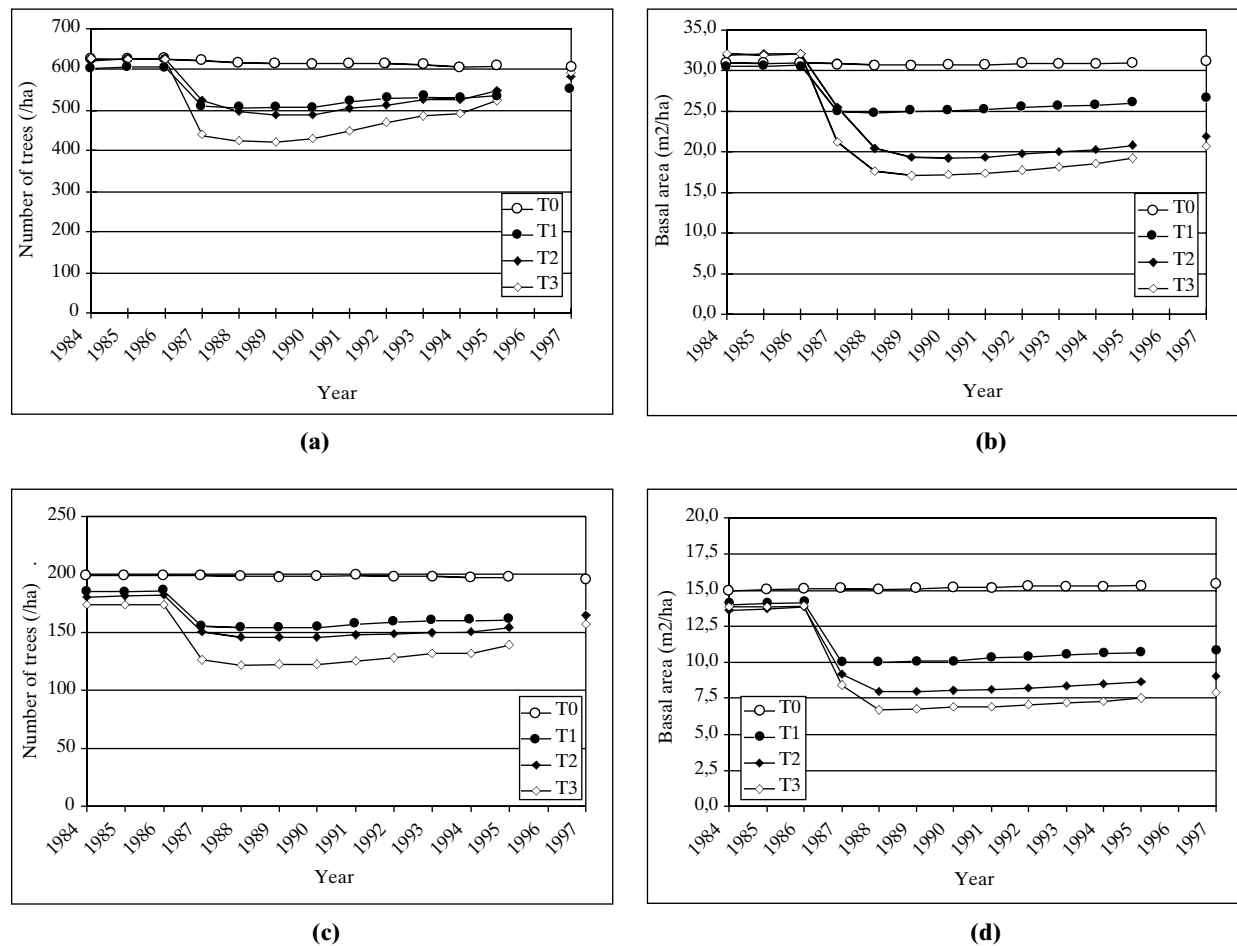 Number of trees (/ha)
700
600
500
400
300
200
100
0
T0
T1
T2
T3
1984 1985 1986 1987 1988 1989 1990 1991 1992 1993 1994 1995 1996 1997
Year
(a)
Basal area (m2/ha)
35,0
30,0
25,0
20,0
15,0
10,0
5,0
0,0
T0
T1
T2
T3
1984 1985 1986 1987 1988 1989 1990 1991 1992 1993 1994 1995 1996 1997
Year
(b)
Number of trees (/ha) .
250
200
150
100
50
0
T0
T1
T2
T3
1984 1985 1986 1987 1988 1989 1990 1991 1992 1993 1994 1995 1996 1997
Year
(c)
Basal area (m2/ha)
20,0
17,5
15,0
12,5
10,0
7,5
5,0
2,5
0,0
T0
T1
T2
T3
1984 1985 1986 1987 1988 1989 1990 1991 1992 1993 1994 1995 1996 1997
Year
(d)